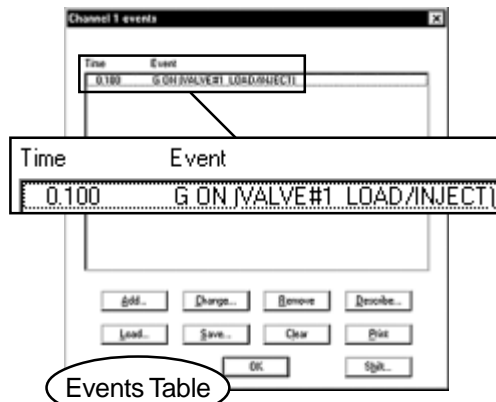 Channel 1 events
Time Event
0.100 G ON (VALVE#1 LOAD/INJECT)
Time Event
0.100 G ON (VALVE#1 LOAD/INJECT)
Add... Change... Remove Describe...
Load... Save... Clear Print
OK Shift...
Events Table